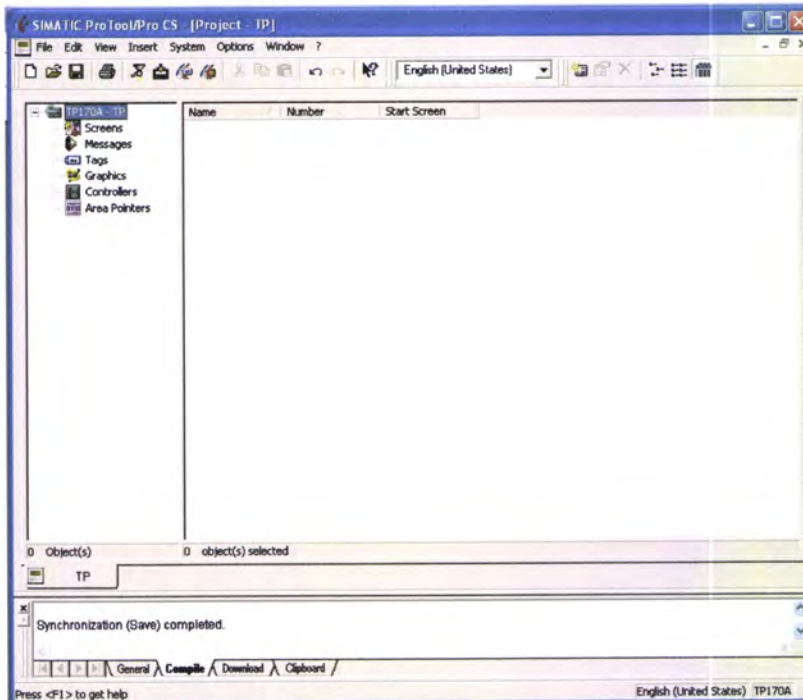 SIMATIC ProTool/Pro CS - [Project - TP]
File Edit View Insert System Options Window ?
English (United States)
TP170A - TP
Screens
Messages
Tags
Graphics
Controllers
Area Pointers
Name Number Start Screen
0 Object(s) 0 object(s) selected
TP
Synchronization (Save) completed.
General Compile Download Clipboard
Press <F1> to get help English (United States) TP170A